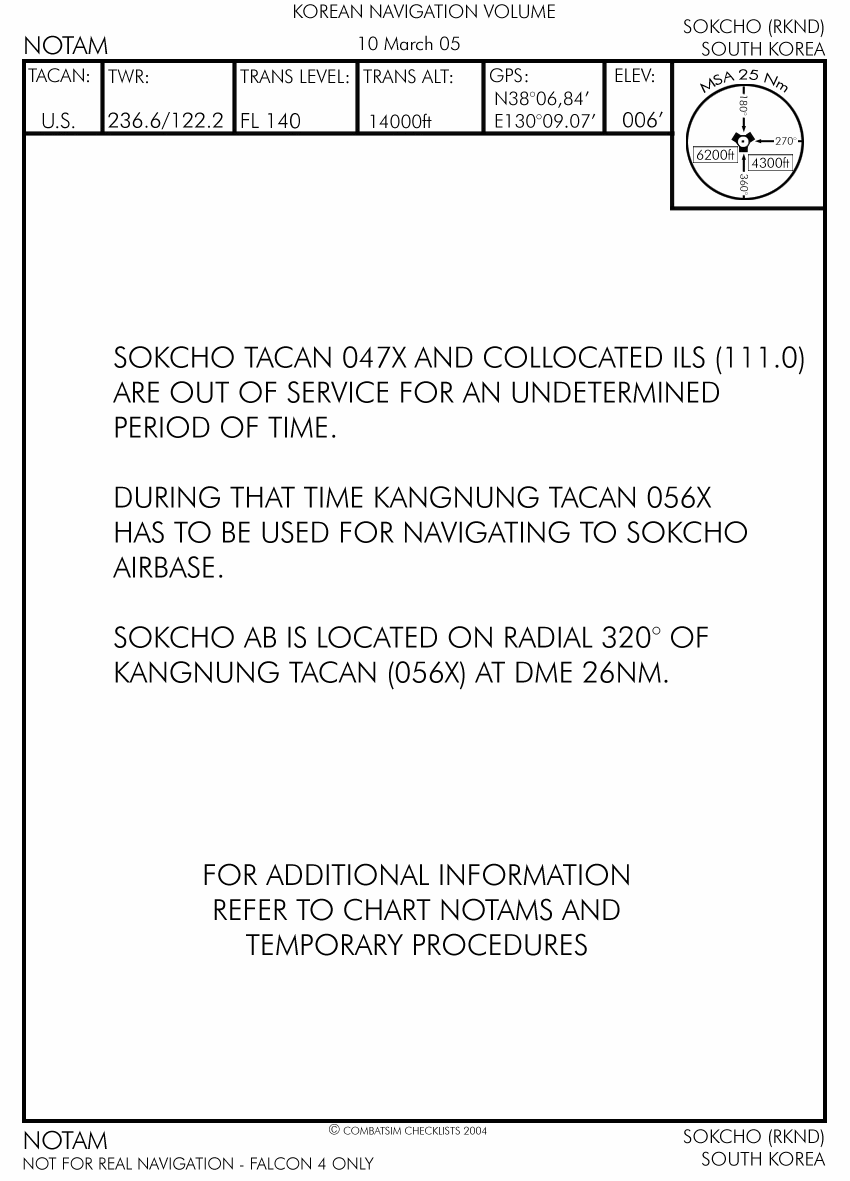 KOREAN NAVIGATION VOLUME
NOTAM
10 March 05
SOKCHO (RKND)
SOUTH KOREA
TACAN:
U.S.
TWR:
236.6/122.2
TRANS LEVEL:
FL 140
TRANS ALT:
14000ft
GPS:
N38°06,84’
E130°09.07’
ELEV:
006’
MSA 25 Nm
180°
270°
6200ft
4300ft
360°
SOKCHO TACAN 047X AND COLLOCATED ILS (111.0)
ARE OUT OF SERVICE FOR AN UNDETERMINED
PERIOD OF TIME.
DURING THAT TIME KANGNUNG TACAN 056X
HAS TO BE USED FOR NAVIGATING TO SOKCHO
AIRBASE.
SOKCHO AB IS LOCATED ON RADIAL 320° OF
KANGNUNG TACAN (056X) AT DME 26NM.
FOR ADDITIONAL INFORMATION
REFER TO CHART NOTAMS AND
TEMPORARY PROCEDURES
© COMBATSIM CHECKLISTS 2004
NOTAM
NOT FOR REAL NAVIGATION - FALCON 4 ONLY
SOKCHO (RKND)
SOUTH KOREA